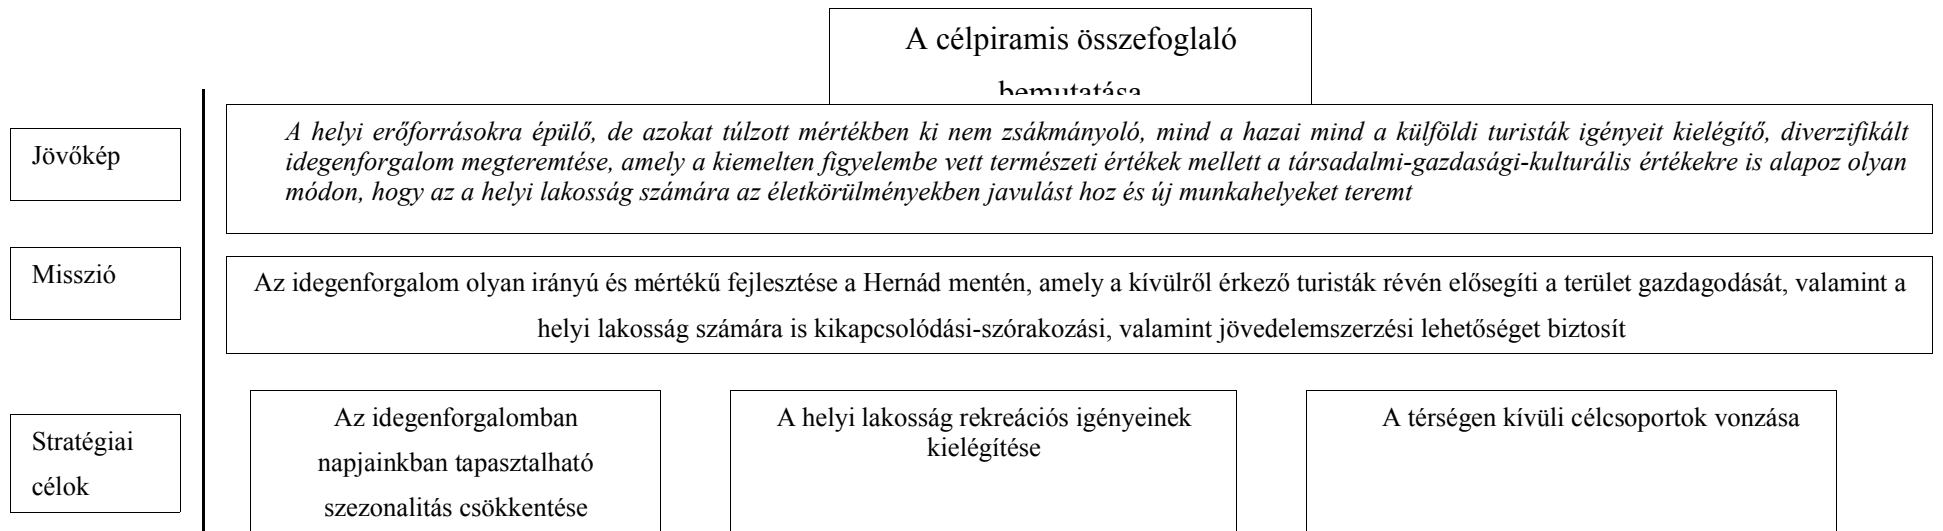 A célpiramis összefoglaló
bemutatása
Jövőkép
A helyi erőforrásokra épülő, de azokat túlzott mértékben ki nem zsákmányoló, mind a hazai mind a külföldi turisták igényeit kielégítő, diverzifikált
idegenforgalom megteremtése, amely a kiemelten figyelembe vett természeti értékek mellett a társadalmi-gazdasági-kulturális értékekre is alapoz olyan
módon, hogy az a helyi lakosság számára az életkörülményekben javulást hoz és új munkahelyeket teremt
Misszió
Az idegenforgalom olyan irányú és mértékű fejlesztése a Hernád mentén, amely a kívülről érkező turisták révén elősegíti a terület gazdagodását, valamint a
helyi lakosság számára is kikapcsolódási-szórakozási, valamint jövedelemszerzési lehetőséget biztosít
Stratégiai
célok
Az idegenforgalomban
napjainkban tapasztalható
szezonalitás csökkentése
A helyi lakosság rekreációs igényeinek
kielégítése
A térségen kívüli célcsoportok vonzása